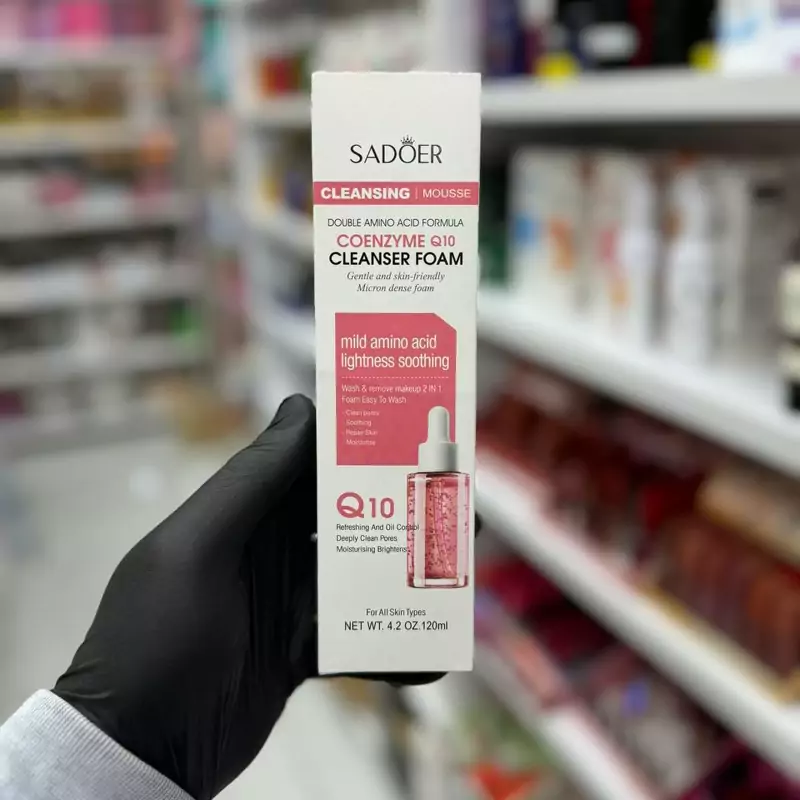 SADOER
CLEANSING | MOUSSE
DOUBLE AMINO ACID FORMULA
COENZYME Q10
CLEANSER FOAM
Gentle and skin-friendly
Micron dense foam
mild amino acid
lightness soothing
Wash & remove makeup 2 IN 1
Foam Easy To Wash
- Clean pores
- Soothing
- Repair Skin
- Moisturize
Q10
Refreshing And Oil Control
Deeply Clean Pores
Moisturising Brightens
For All Skin Types
NET WT. 4.2 OZ.120ml